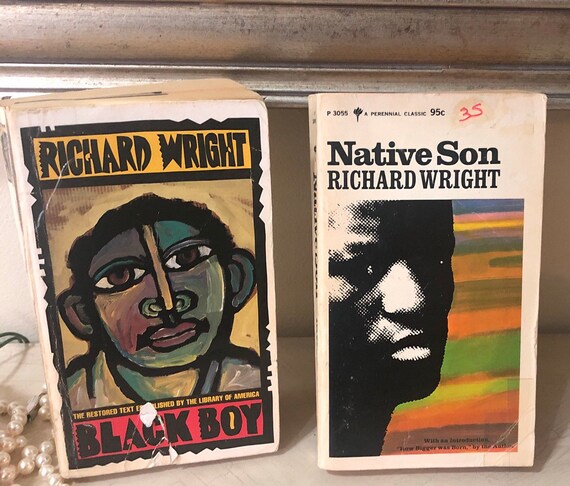 RICHARD WRIGHT
THE RESTORED TEXT ESTABLISHED BY THE LIBRARY OF AMERICA
BLACK BOY
P 3055 A PERENNIAL CLASSIC 95c
35
Native Son
RICHARD WRIGHT
With an Introduction,
"How Bigger was Born," by the Author